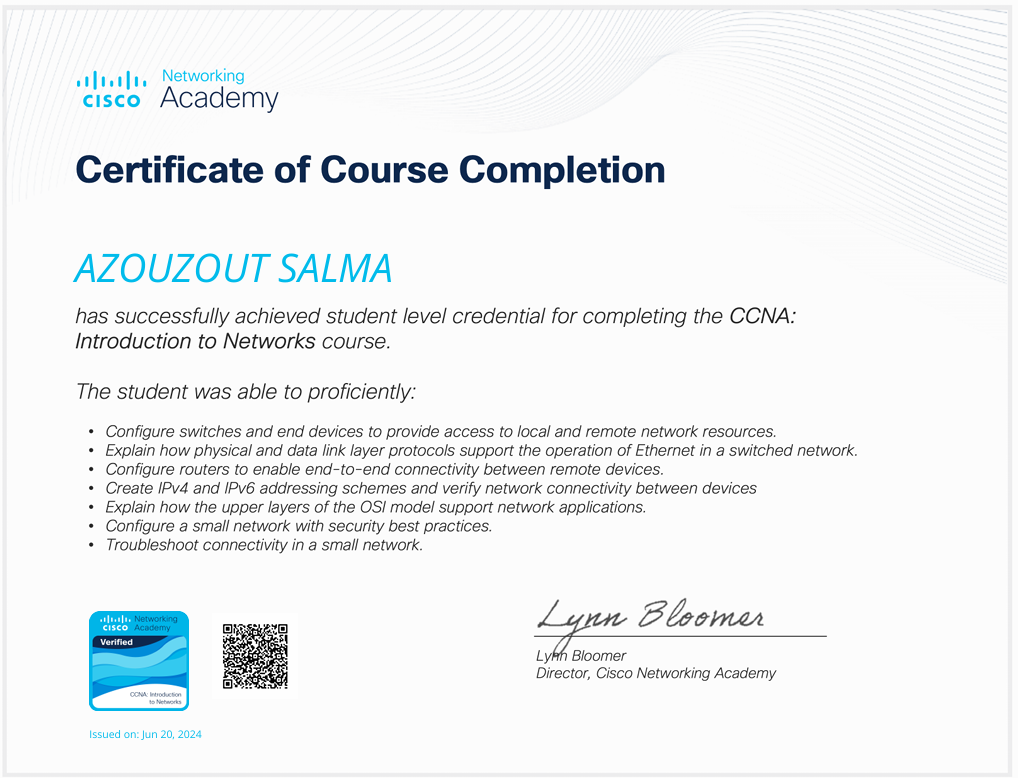 Networking
CISCO Academy
Certificate of Course Completion
AZOUZOUT SALMA
has successfully achieved student level credential for completing the CCNA:
Introduction to Networks course.
The student was able to proficiently:
• Configure switches and end devices to provide access to local and remote network resources.
• Explain how physical and data link layer protocols support the operation of Ethernet in a switched network.
• Configure routers to enable end-to-end connectivity between remote devices.
• Create IPv4 and IPv6 addressing schemes and verify network connectivity between devices
• Explain how the upper layers of the OSI model support network applications.
• Configure a small network with security best practices.
• Troubleshoot connectivity in a small network.
Networking
CISCO Academy
Verified
CCNA: Introduction
to Networks
Lynn Bloomer
Lynn Bloomer
Director, Cisco Networking Academy
Issued on: Jun 20, 2024